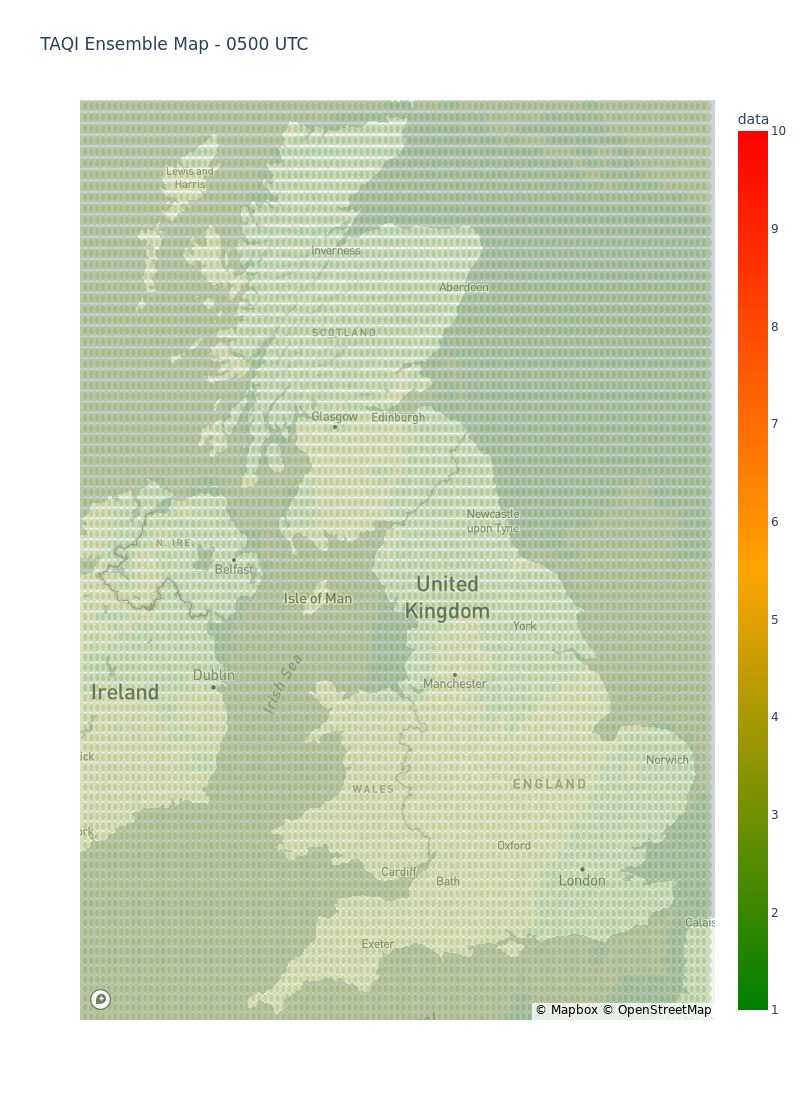 TAQI Ensemble Map - 0500 UTC
data
10
9
8
7
6
5
4
3
2
1
Lewis and
Harris
Inverness
Aberdeen
SCOTLAND
Glasgow
Edinburgh
Newcastle
upon Tyne
N. IRE.
Belfast
Isle of Man
United
Kingdom
York
Irish Sea
Dublin
Manchester
Ireland
ick
Norwich
WALES
ENGLAND
ork
Oxford
Cardiff
Bath
London
Calais
Exeter
© Mapbox © OpenStreetMap